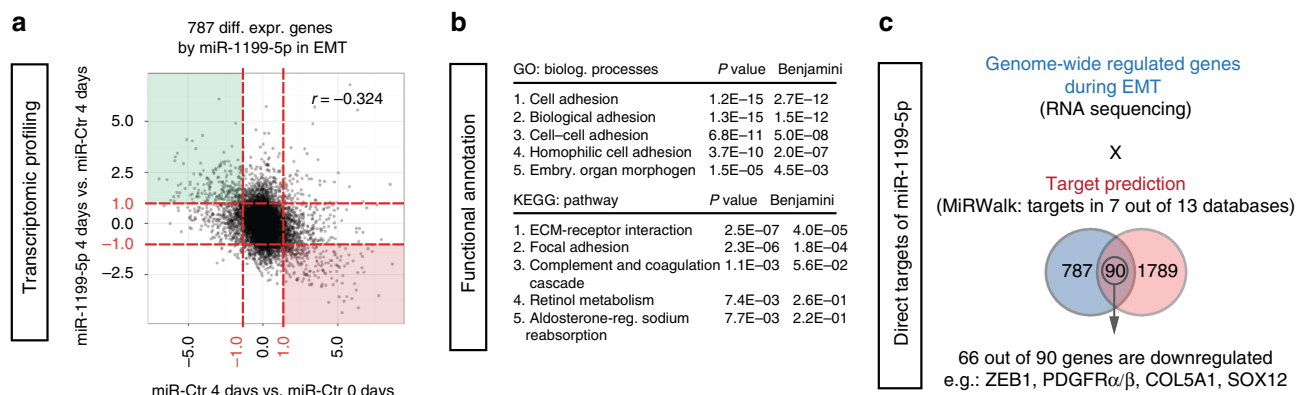 a
787 diff. expr. genes
by miR-1199-5p in EMT
Transcriptomic profiling
miR-1199-5p 4 days vs. miR-Ctr 4 days
r = –0.324
5.0
2.5
1.0
0.0
–1.0
–2.5
–5.0
–1.0
0.0
1.0
5.0
miR-Ctr 4 days vs. miR-Ctr 0 days
b
Functional annotation
GO: biolog. processes P value Benjamini
1. Cell adhesion 1.2E–15 2.7E–12
2. Biological adhesion 1.3E–15 1.5E–12
3. Cell–cell adhesion 6.8E–11 5.0E–08
4. Homophilic cell adhesion 3.7E–10 2.0E–07
5. Embry. organ morphogen 1.5E–05 4.5E–03
KEGG: pathway P value Benjamini
1. ECM-receptor interaction 2.5E–07 4.0E–05
2. Focal adhesion 2.3E–06 1.8E–04
3. Complement and coagulation 1.1E–03 5.6E–02
cascade
4. Retinol metabolism 7.4E–03 2.6E–01
5. Aldosterone-reg. sodium 7.7E–03 2.2E–01
reabsorption
c
Direct targets of miR-1199-5p
Genome-wide regulated genes
during EMT
(RNA sequencing)
X
Target prediction
(MiRWalk: targets in 7 out of 13 databases)
787 90 1789
66 out of 90 genes are downregulated
e.g.: ZEB1, PDGFRα/β, COL5A1, SOX12